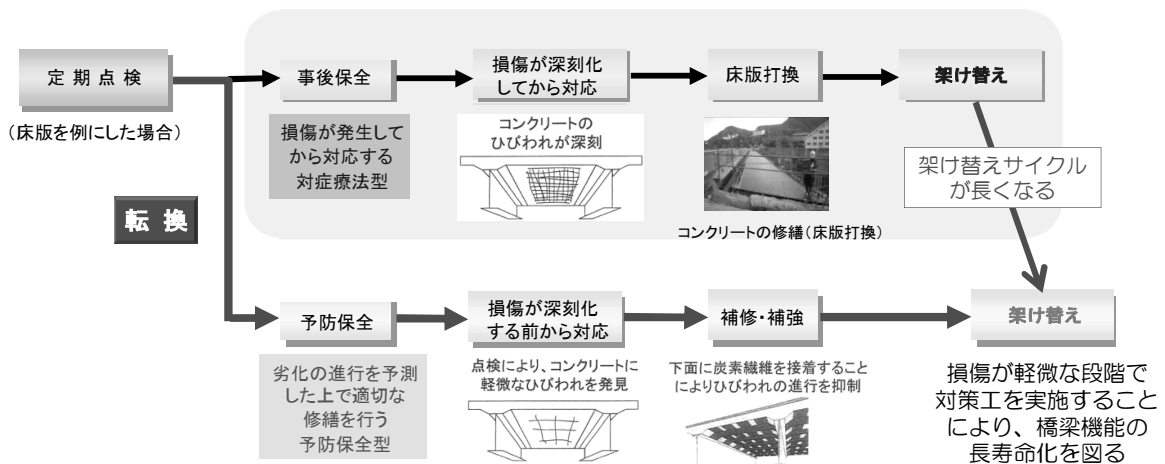 定期点検
(床版を例にした場合)
転換
事後保全
損傷が発生して
から対応する
対症療法型
損傷が深刻化
してから対応
コンクリートの
ひびわれが深刻
床版打換
コンクリートの修繕(床版打換)
架け替え
架け替えサイクル
が長くなる
予防保全
劣化の進行を予測
した上で適切な
修繕を行う
予防保全型
損傷が深刻化
する前から対応
点検により、コンクリートに
軽微なひびわれを発見
補修・補強
下面に炭素繊維を接着すること
によりひびわれの進行を抑制
架け替え
損傷が軽微な段階で
対策工を実施すること
により、橋梁機能の
長寿命化を図る